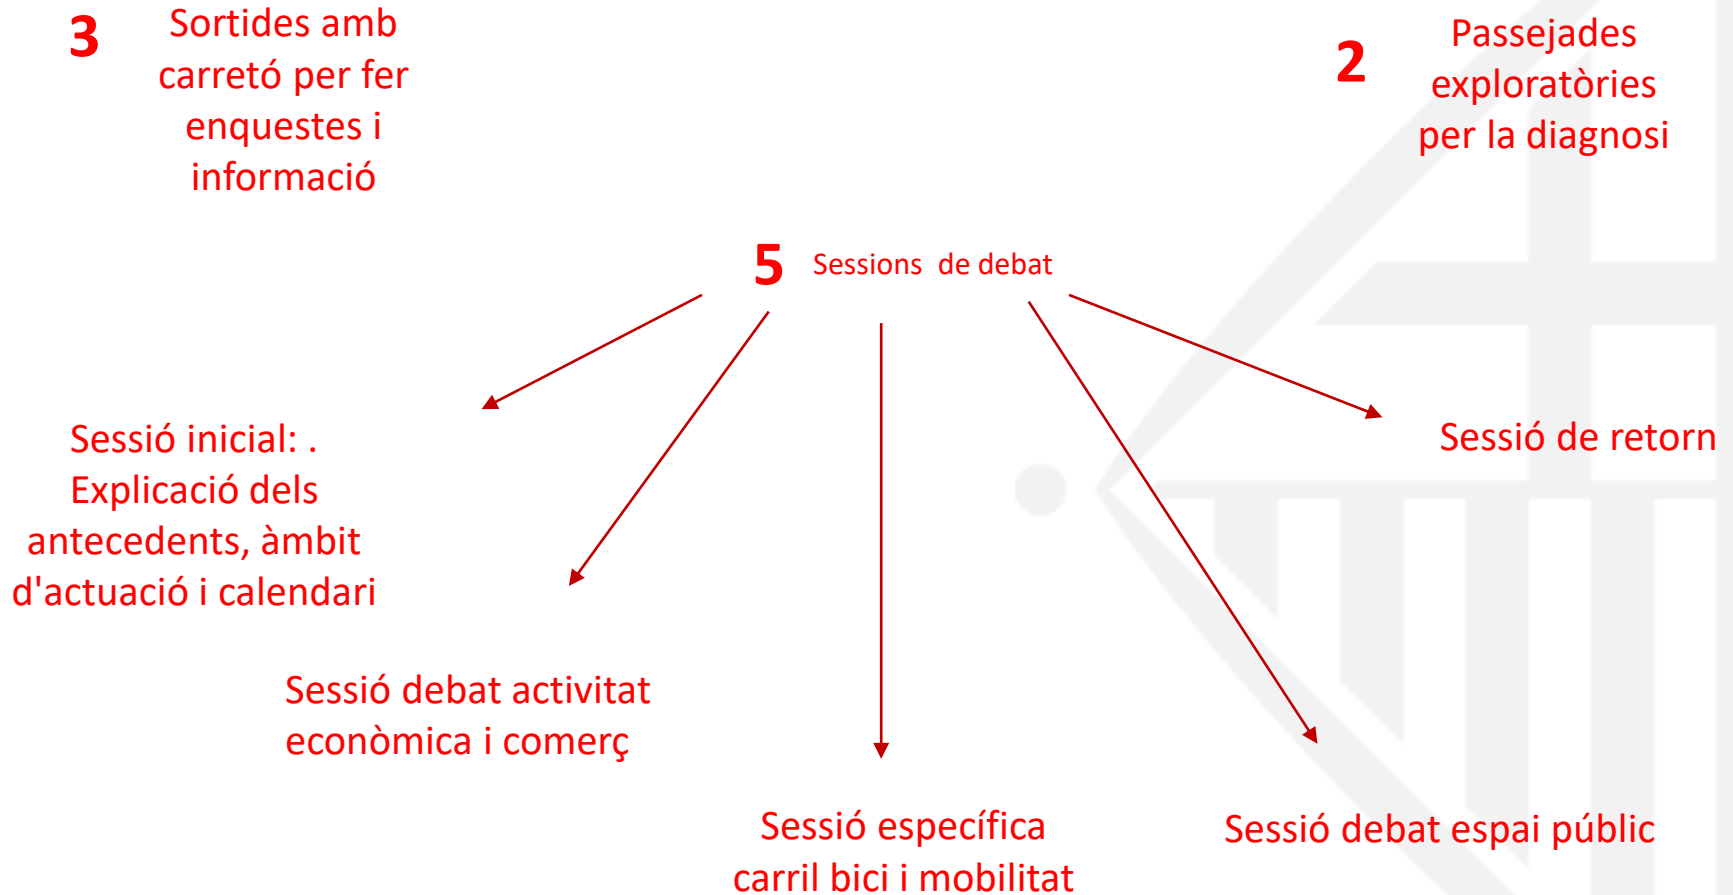 3
Sortides amb
carretó per fer
enquestes i
informació
2
Passejades
exploratòries
per la diagnosi
5 Sessions  de debat
Sessió inicial: .
Explicació dels
antecedents, àmbit
d'actuació i calendari
Sessió debat activitat
econòmica i comerç
Sessió específica
carril bici i mobilitat
Sessió debat espai públic
Sessió de retorn